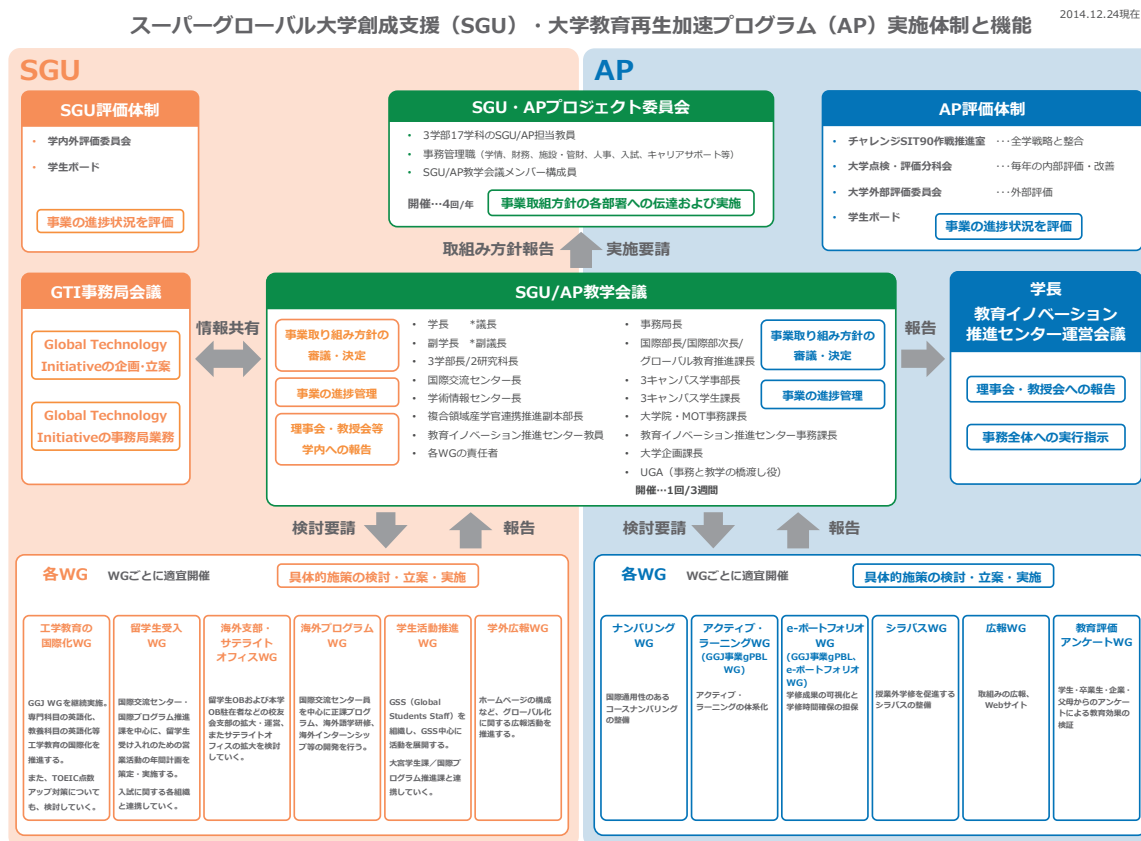 2014.12.24現在
スーパーグローバル大学創成支援（SGU）・大学教育再生加速プログラム（AP）実施体制と機能
SGU
AP
SGU評価体制
・ 学内外評価委員会
・ 学生ボード
事業の進捗状況を評価
SGU・APプロジェクト委員会
・ 3学部17学科のSGU/AP担当教員
・ 事務管理職（学情、財務、施設・管財、人事、入試、キャリアサポート等）
・ SGU/AP教学会議メンバー構成員
開催…4回/年
事業取組方針の各部署への伝達および実施
AP評価体制
・ チャレンジSIT90作戦推進室 ･･･全学戦略と整合
・ 大学点検・評価分科会 ･･･毎年の内部評価・改善
・ 大学外部評価委員会 ･･･外部評価
・ 学生ボード
事業の進捗状況を評価
取組み方針報告
実施要請
GTI事務局会議
Global Technology
Initiativeの企画･立案
Global Technology
Initiativeの事務局業務
情報共有
SGU/AP教学会議
事業取り組み方針の
審議・決定
事業の進捗管理
理事会・教授会等
学内への報告
・ 学長 *議長
・ 副学長 *副議長
・ 3学部長/2研究科長
・ 国際交流センター長
・ 学術情報センター長
・ 複合領域産学官連携推進副本部長
・ 教育イノベーション推進センター教員
・ 各WGの責任者
・ 事務局長
・ 国際部長/国際部次長/
グローバル教育推進課長
・ 3キャンパス学事部長
・ 3キャンパス学生課長
・ 大学院・MOT事務課長
・ 教育イノベーション推進センター事務課長
・ 大学企画課長
・ UGA（事務と教学の橋渡し役）
開催…1回/3週間
事業取り組み方針の
審議・決定
事業の進捗管理
報告
学長
教育イノベーション
推進センター運営会議
理事会・教授会への報告
事務全体への実行指示
検討要請
報告
検討要請
報告
各WG WGごとに適宜開催
具体的施策の検討・立案・実施
工学教育の
国際化WG
GGJ WGを継続実施。
専門科目の英語化、
教養科目の英語化等
工学教育の国際化を
推進する。
また、TOEIC点数
アップ対策について
も、検討していく。
留学生受入
WG
国際交流センター・
国際プログラム推進
課を中心に、留学生
受け入れのための営
業活動の年間計画を
策定・実施する。
入試に関る各組織
と連携していく。
海外支部・
サテライト
オフィスWG
留学生OBおよび本学
OB駐在者などの校友
会支部の拡大・運営、
またサテライトオ
フィスの拡大を検討
していく。
海外プログラム
WG
国際交流センター員
を中心に正課プログ
ラム、海外語学研修、
海外インターンシッ
プ等の開発を行う。
学生活動推進
WG
GSS（Global
Students Staff）を
組織し、GSS中心に
活動を展開する。
大宮学生課／国際プ
ログラム推進課と連
携していく。
学外広報WG
ホームページの構成
など、グローバル化
に関する広報活動を
推進する。
各WG WGごとに適宜開催
具体的施策の検討・立案・実施
ナンバリング
WG
国際通用性のある
コースナンバリング
の整備
アクティブ・
ラーニングWG
(GGJ事業gPBL
WG)
アクティブ・
ラーニングの体系化
e-ポートフォリオ
WG
(GGJ事業gPBL、
e-ポートフォリオ
WG)
学修成果の可視化と
学修時間確保の担保
シラバスWG
授業外学修を促進する
シラバスの整備
広報WG
取組みの広報、
Webサイト
教育評価
アンケートWG
学生・卒業生・企業・
父母からのアンケー
トによる教育効果の
検証